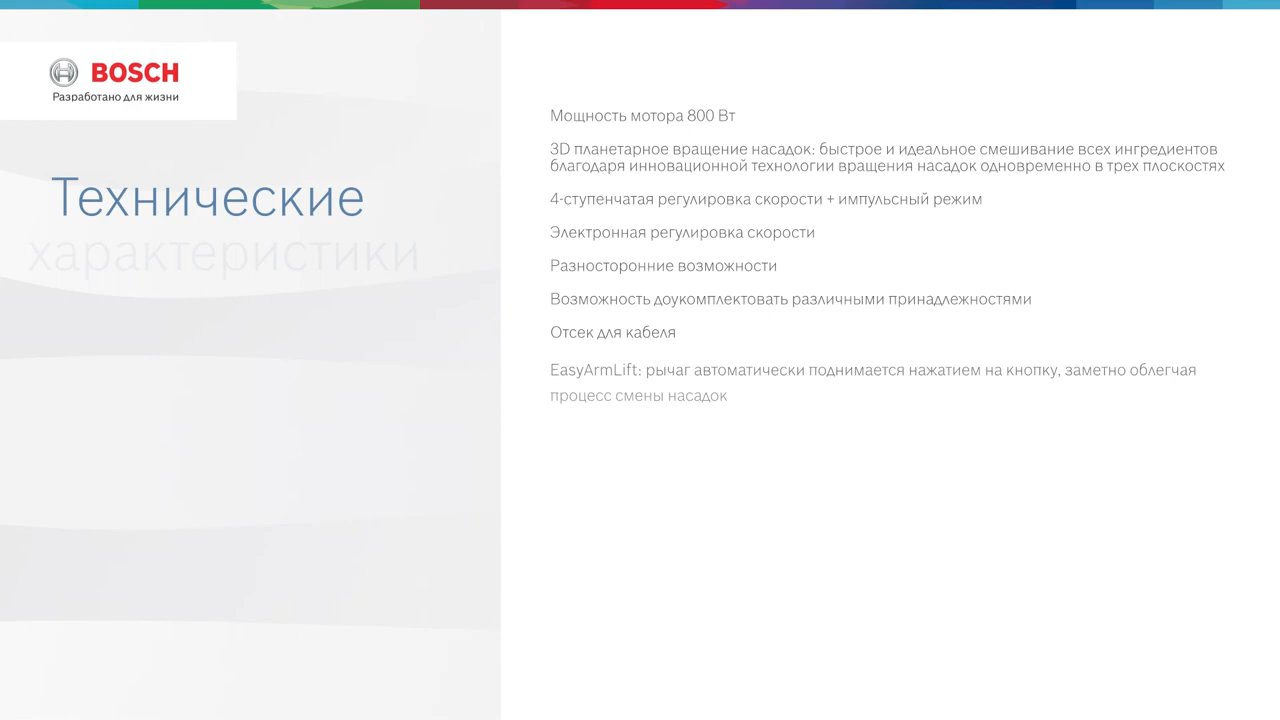 BOSCH
Разработано для жизни
Технические
характеристики
Мощность мотора 800 Вт
3D планетарное вращение насадок: быстрое и идеальное смешивание всех ингредиентов
благодаря инновационной технологии вращения насадок одновременно в трех плоскостях
4-ступенчатая регулировка скорости + импульсный режим
Электронная регулировка скорости
Разносторонние возможности
Возможность доукомплектовать различными принадлежностями
Отсек для кабеля
EasyArmLift: рычаг автоматически поднимается нажатием на кнопку, заметно облегчая
процесс смены насадок